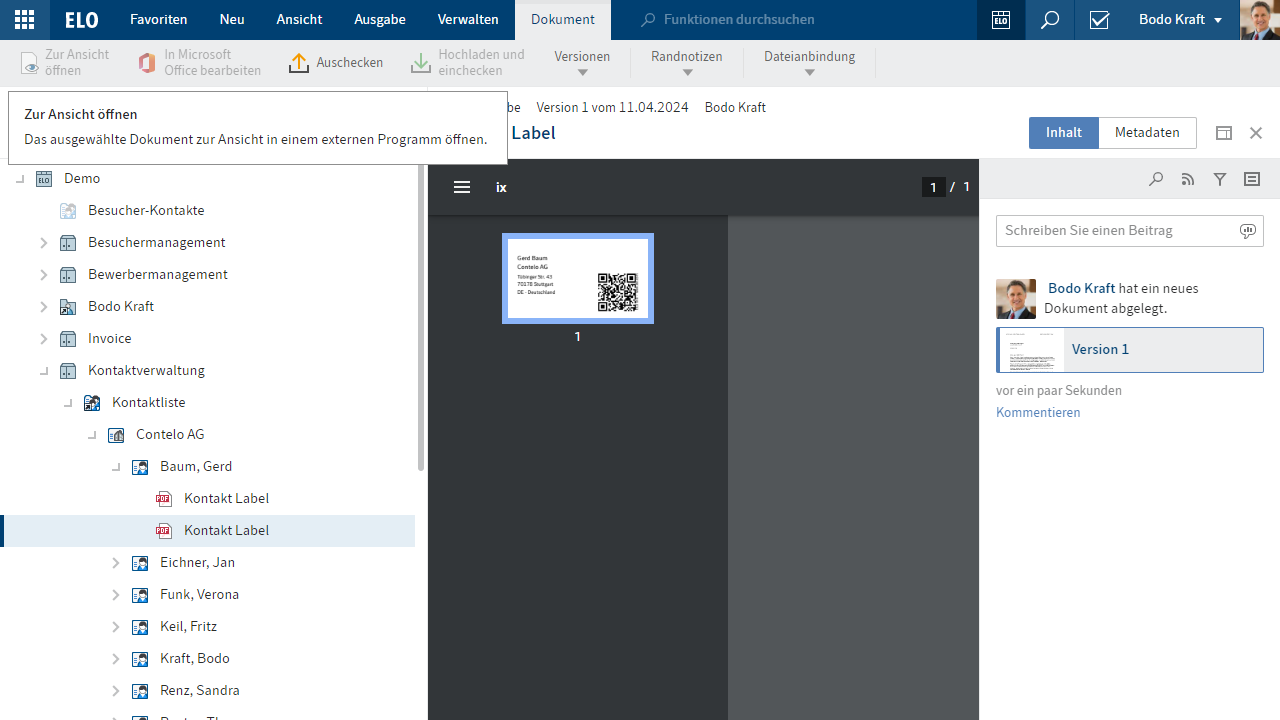 ELO Favoriten Neu Ansicht Ausgabe Verwalten Dokument Funktionen durchsuchen ELO Bodo Kraft
Zur Ansicht öffnen
In Microsoft Office bearbeiten
Auschecken
Hochladen und einchecken
Versionen
Randnotizen
Dateianbindung
Zur Ansicht öffnen
Das ausgewählte Dokument zur Ansicht in einem externen Programm öffnen.
be Version 1 vom 11.04.2024 Bodo Kraft
Label
Inhalt Metadaten
Demo
Besucher-Kontakte
Besuchermanagement
Bewerbermanagement
Bodo Kraft
Invoice
Kontaktverwaltung
Kontaktliste
Contelo AG
Baum, Gerd
Kontakt Label
Kontakt Label
Eichner, Jan
Funk, Verona
Keil, Fritz
Kraft, Bodo
Renz, Sandra
ix 1 / 1
Gerd Baum
Contelo AG
Tübinger Str. 43
70178 Stuttgart
DE - Deutschland
1
Schreiben Sie einen Beitrag
Bodo Kraft hat ein neues
Dokument abgelegt.
Version 1
vor ein paar Sekunden
Kommentieren